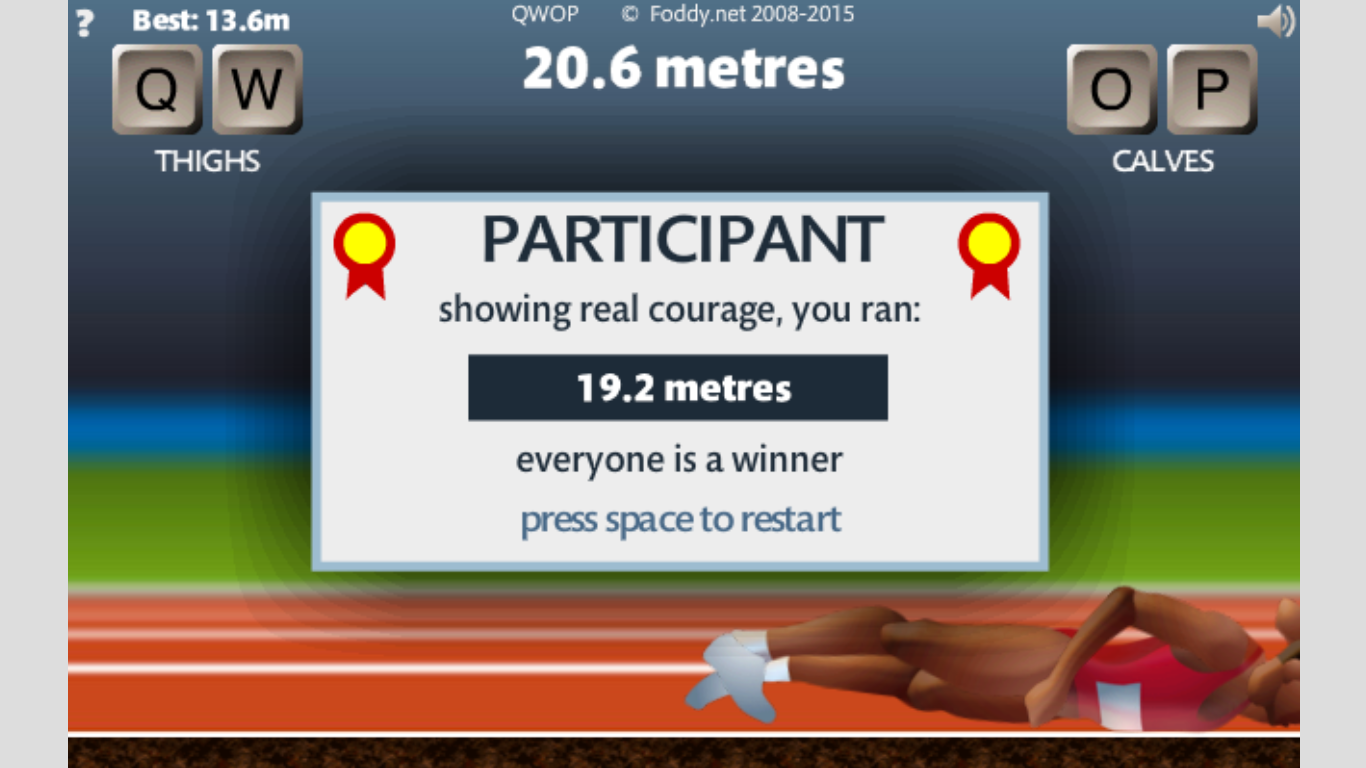 ? Best: 13.6m QWOP © Foddy.net 2008-2015
20.6 metres
Q W O P
THIGHS CALVES
PARTICIPANT
showing real courage, you ran:
19.2 metres
everyone is a winner
press space to restart